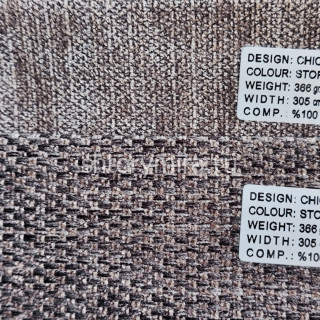 DESIGN: CHIC
COLOUR: STOF
WEIGHT: 366 gr
WIDTH: 305 cm
COMP.: %100
DESIGN: CHIC
COLOUR: STO
WEIGHT: 366
WIDTH: 305
COMP.: %10